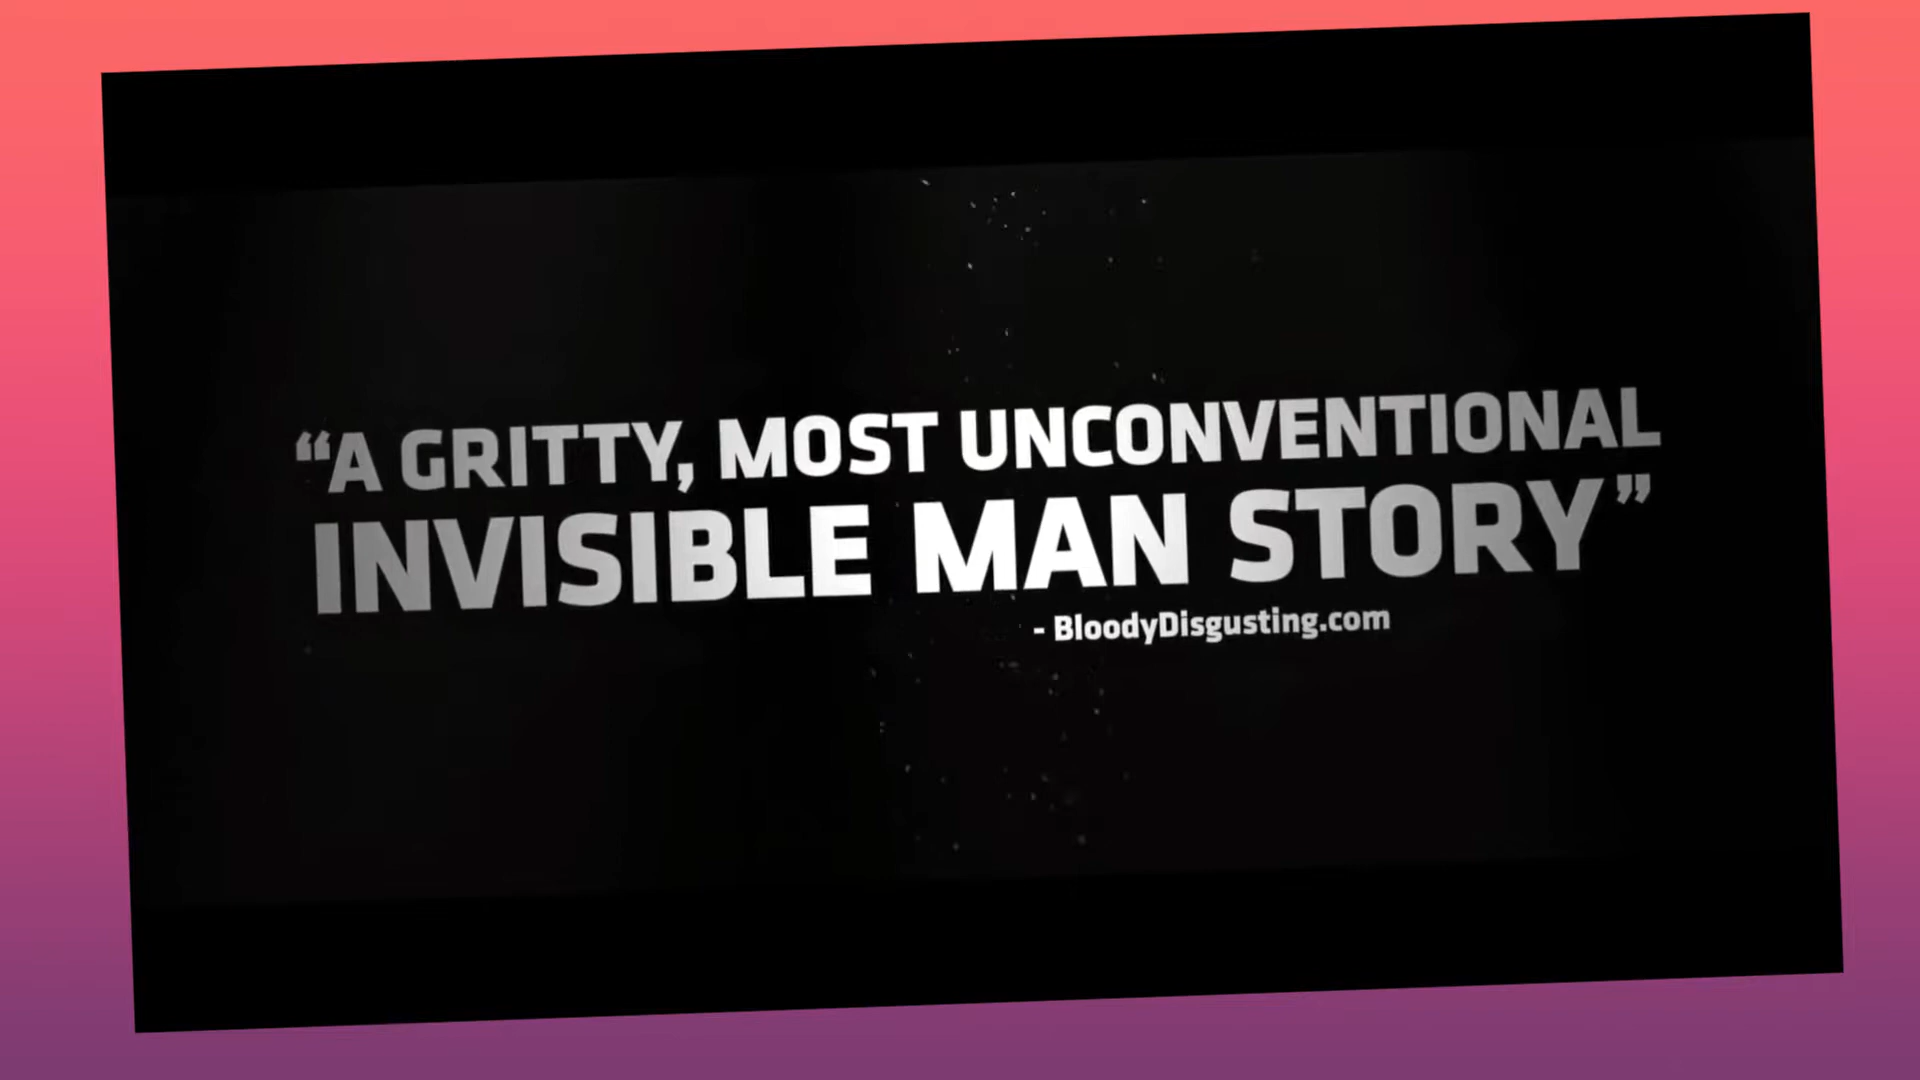 “A GRITTY, MOST UNCONVENTIONAL
INVISIBLE MAN STORY”
- BloodyDisgusting.com